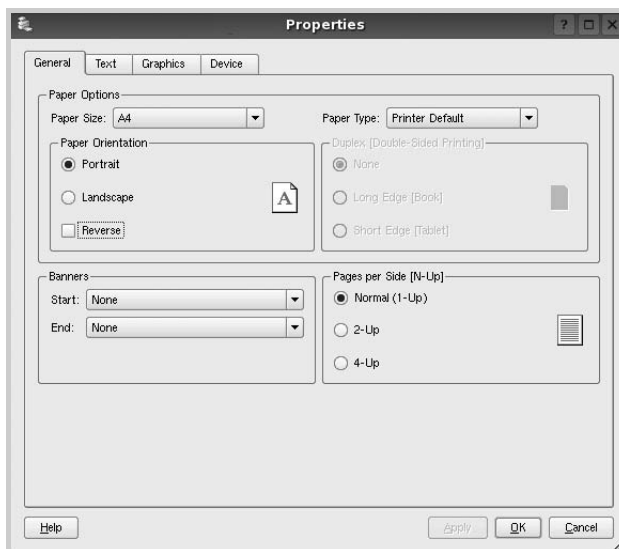 Properties
General Text Graphics Device
Paper Options
Paper Size: A4 Paper Type: Printer Default
Paper Orientation
Portrait
Landscape
A
Reverse
Duplex [Double-Sided Printing]
None
Long Edge [Book]
Short Edge [Tablet]
Banners
Start: None
End: None
Pages per Side [N-Up]
Normal (1-Up)
2-Up
4-Up
Help Apply OK Cancel